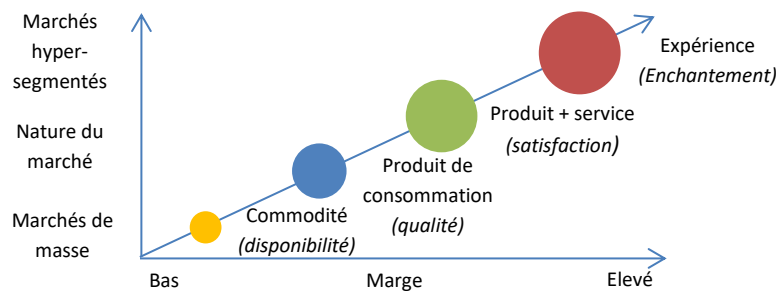 Marchés
hyper-
segmentés
Nature du
marché
Marchés de
masse
Expérience
(Enchantement)
Produit + service
(satisfaction)
Produit de
consommation
(qualité)
Commodité
(disponibilité)
Bas
Marge
Elevé